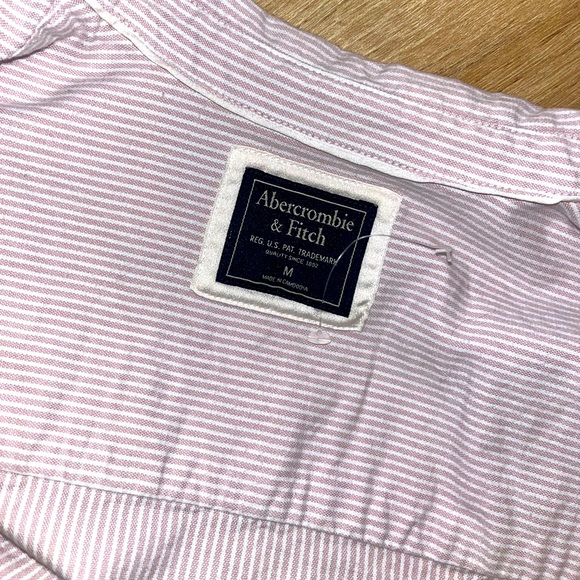 Abercrombie
& Fitch
REG. U.S. PAT. TRADEMARK
QUALITY SINCE 1892
M
MADE IN CAMBODIA